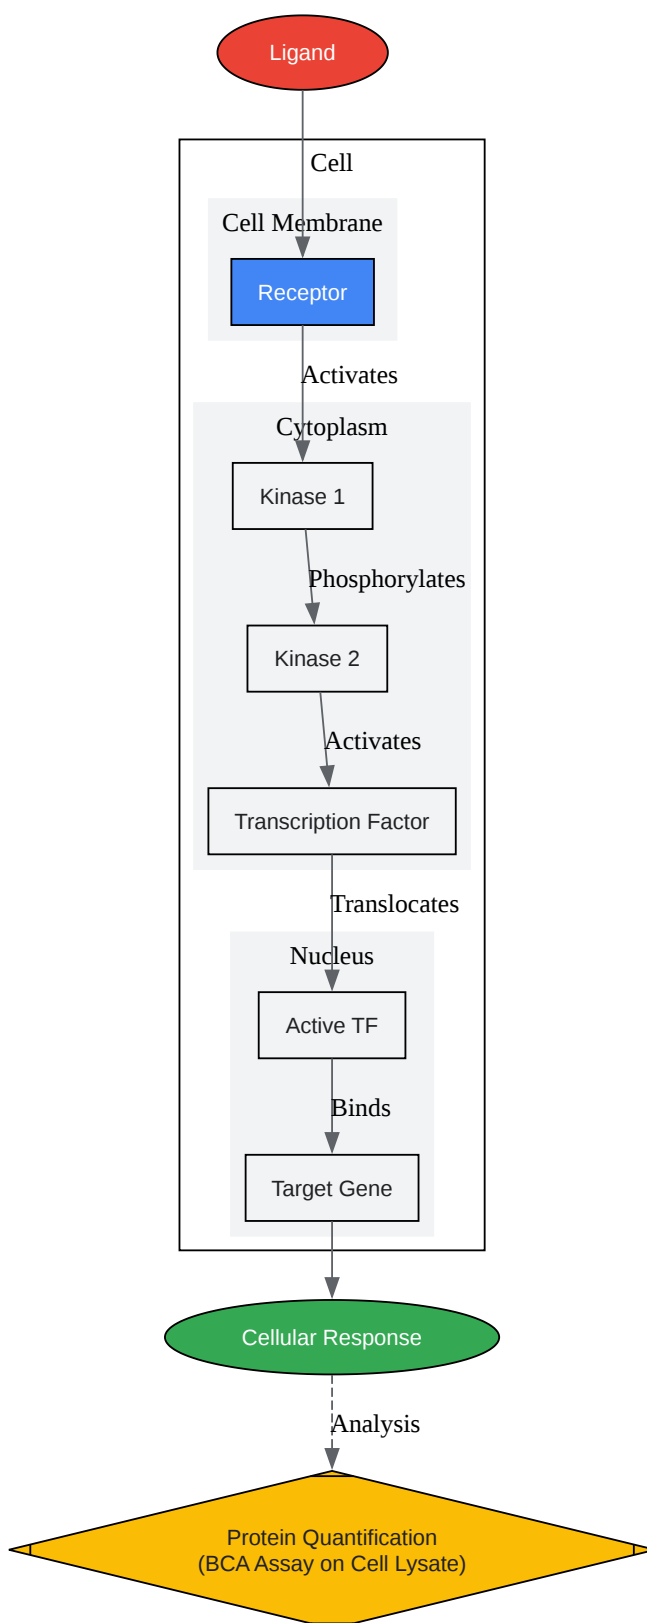 Ligand
Cell
Cell Membrane
Receptor
Activates
Cytoplasm
Kinase 1
Phosphorylates
Kinase 2
Activates
Transcription Factor
Translocates
Nucleus
Active TF
Binds
Target Gene
Cellular Response
Analysis
Protein Quantification
(BCA Assay on Cell Lysate)